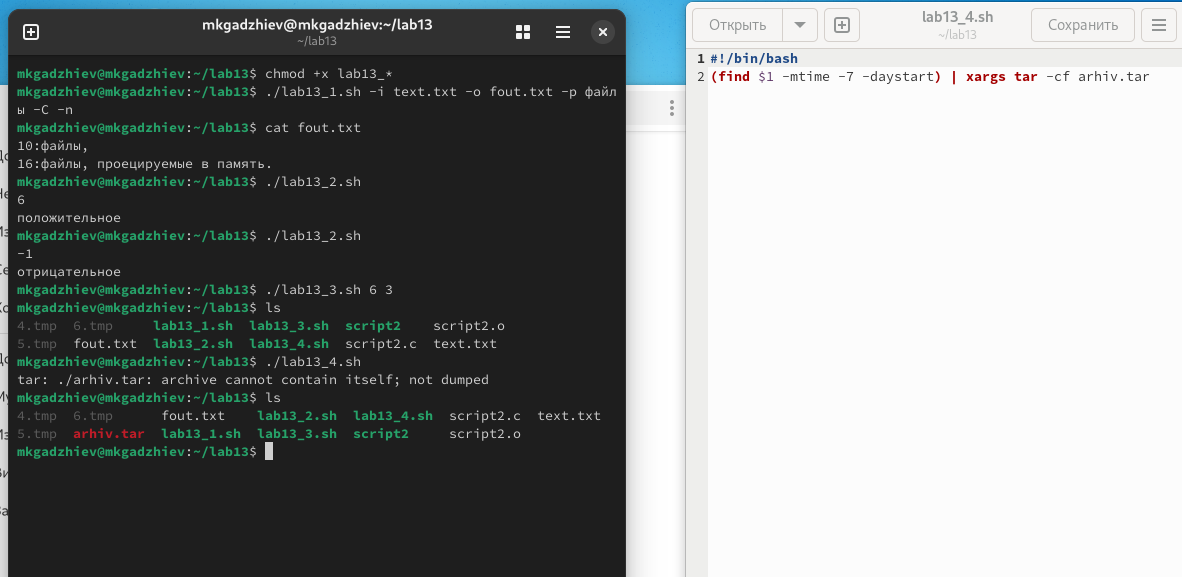 mkgadzhiev@mkgadzhiev:~/lab13
~/lab13
mkgadzhiev@mkgadzhiev:~/lab13$ chmod +x lab13_*
mkgadzhiev@mkgadzhiev:~/lab13$ ./lab13_1.sh -i text.txt -o fout.txt -p файл
ы -C -n
mkgadzhiev@mkgadzhiev:~/lab13$ cat fout.txt
10:файлы,
16:файлы, проецируемые в память.
mkgadzhiev@mkgadzhiev:~/lab13$ ./lab13_2.sh
6
положительное
mkgadzhiev@mkgadzhiev:~/lab13$ ./lab13_2.sh
-1
отрицательное
mkgadzhiev@mkgadzhiev:~/lab13$ ./lab13_3.sh 6 3
mkgadzhiev@mkgadzhiev:~/lab13$ ls
4.tmp 6.tmp lab13_1.sh lab13_3.sh script2 script2.o
5.tmp fout.txt lab13_2.sh lab13_4.sh script2.c text.txt
mkgadzhiev@mkgadzhiev:~/lab13$ ./lab13_4.sh
tar: ./arhiv.tar: archive cannot contain itself; not dumped
mkgadzhiev@mkgadzhiev:~/lab13$ ls
4.tmp 6.tmp fout.txt lab13_2.sh lab13_4.sh script2.c text.txt
5.tmp arhiv.tar lab13_1.sh lab13_3.sh script2 script2.o
mkgadzhiev@mkgadzhiev:~/lab13$
Открыть
lab13_4.sh
~/lab13
Сохранить
1 #!/bin/bash
2 (find $1 -mtime -7 -daystart) | xargs tar -cf arhiv.tar